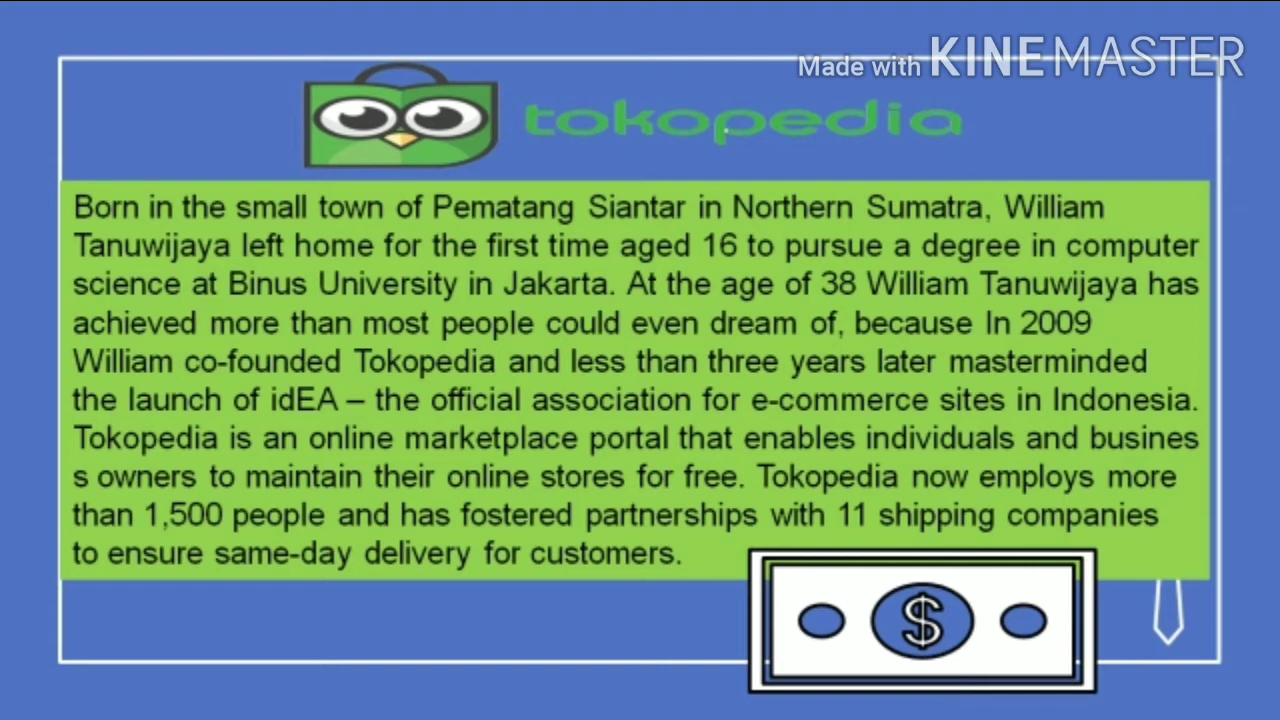 Made with KINEMASTER
tokopedia
Born in the small town of Pematang Siantar in Northern Sumatra, William
Tanuwijaya left home for the first time aged 16 to pursue a degree in computer
science at Binus University in Jakarta. At the age of 38 William Tanuwijaya has
achieved more than most people could even dream of, because In 2009
William co-founded Tokopedia and less than three years later masterminded
the launch of idEA – the official association for e-commerce sites in Indonesia.
Tokopedia is an online marketplace portal that enables individuals and busines
s owners to maintain their online stores for free. Tokopedia now employs more
than 1,500 people and has fostered partnerships with 11 shipping companies
to ensure same-day delivery for customers.
$